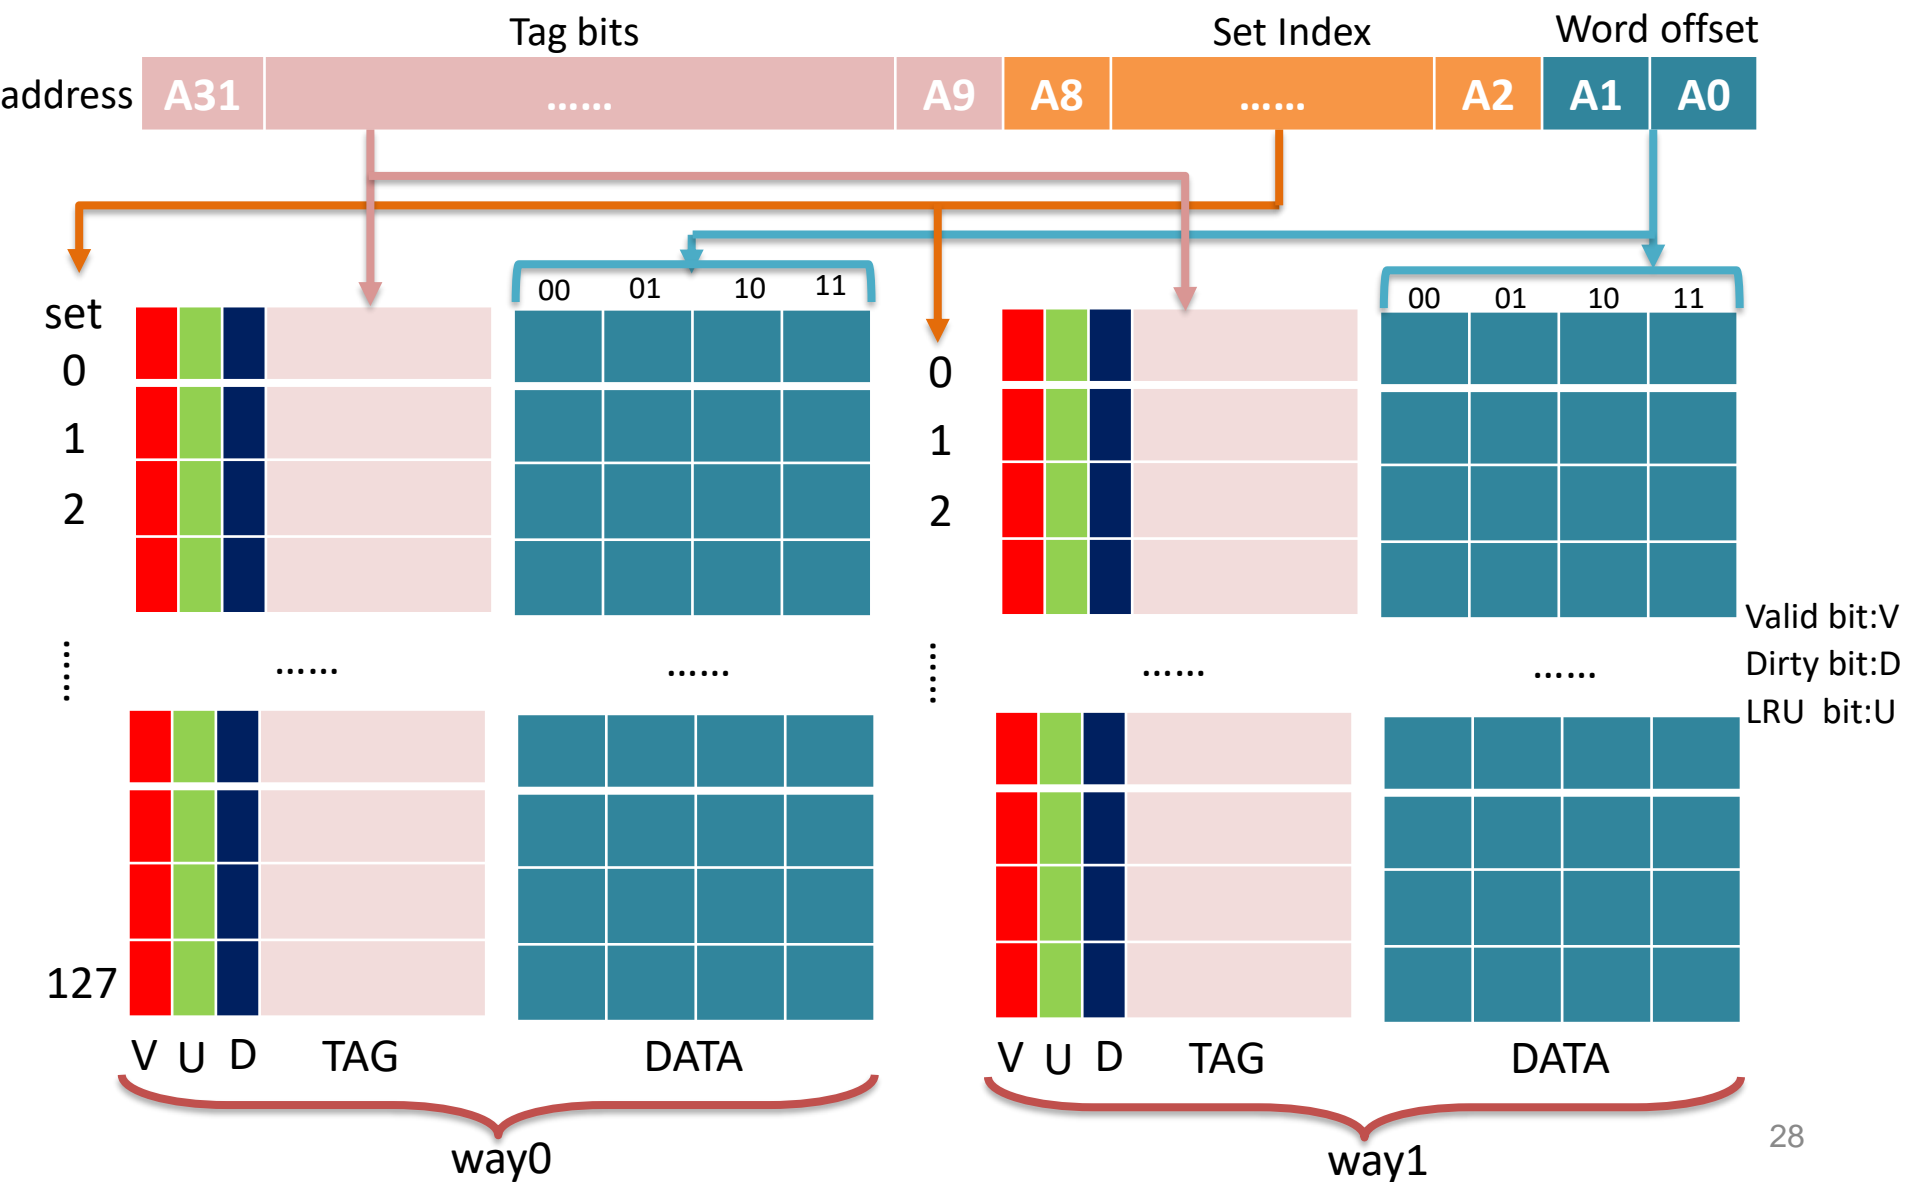 Tag bits Set Index Word offset
address A31 ...... A9 A8 ...... A2 A1 A0
00 01 10 11 00 01 10 11
set
0 0
1 1
2 2
Valid bit:V
...... ...... ...... ...... ...... ...... Dirty bit:D
LRU bit:U
127
V U D TAG DATA V U D TAG DATA
way0 way1
28